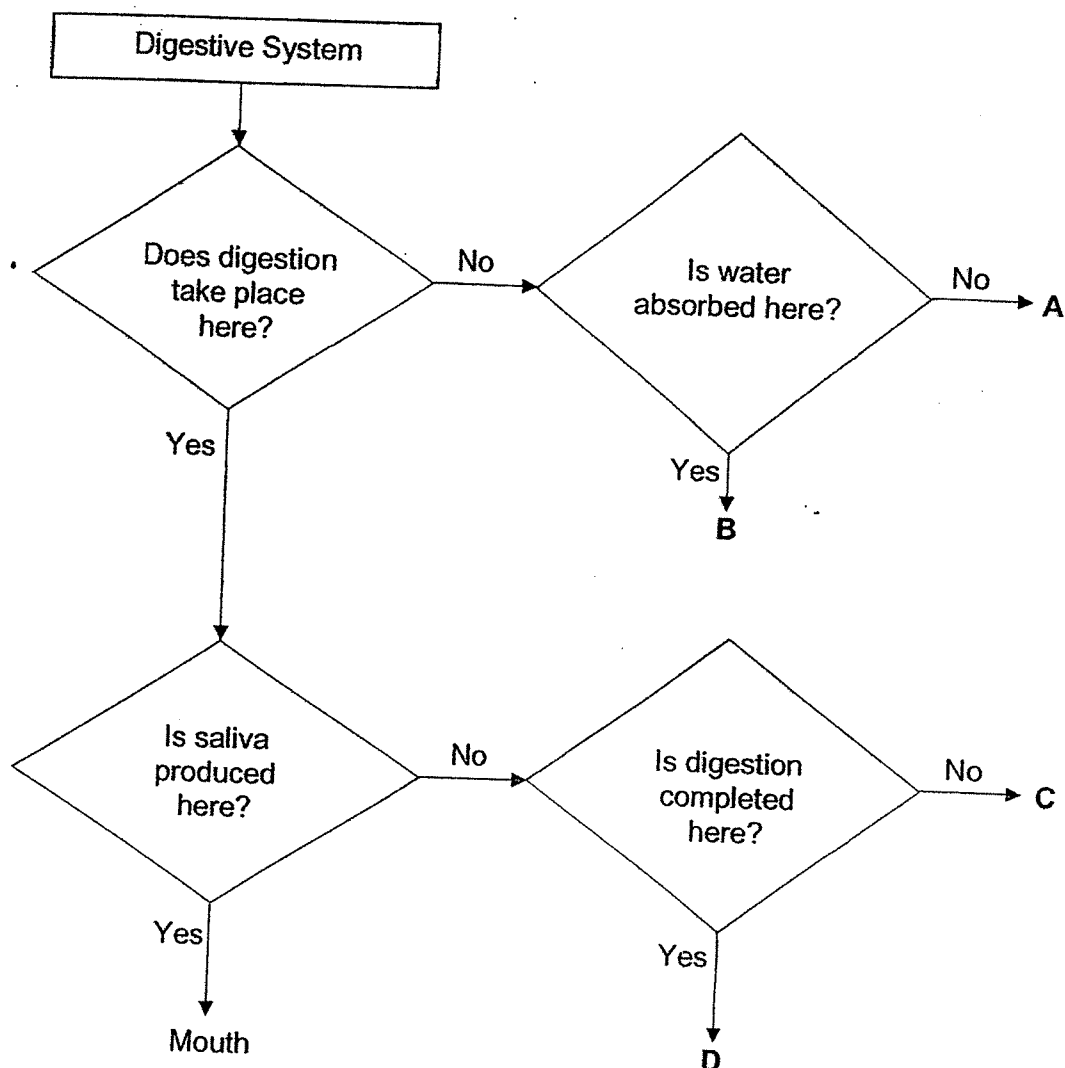 Digestive System
Does digestion
take place
here?
No
Is water
absorbed here?
No
A
Yes
Yes
B
Is saliva
produced
here?
No
Is digestion
completed
here?
No
C
Yes
Mouth
Yes
D